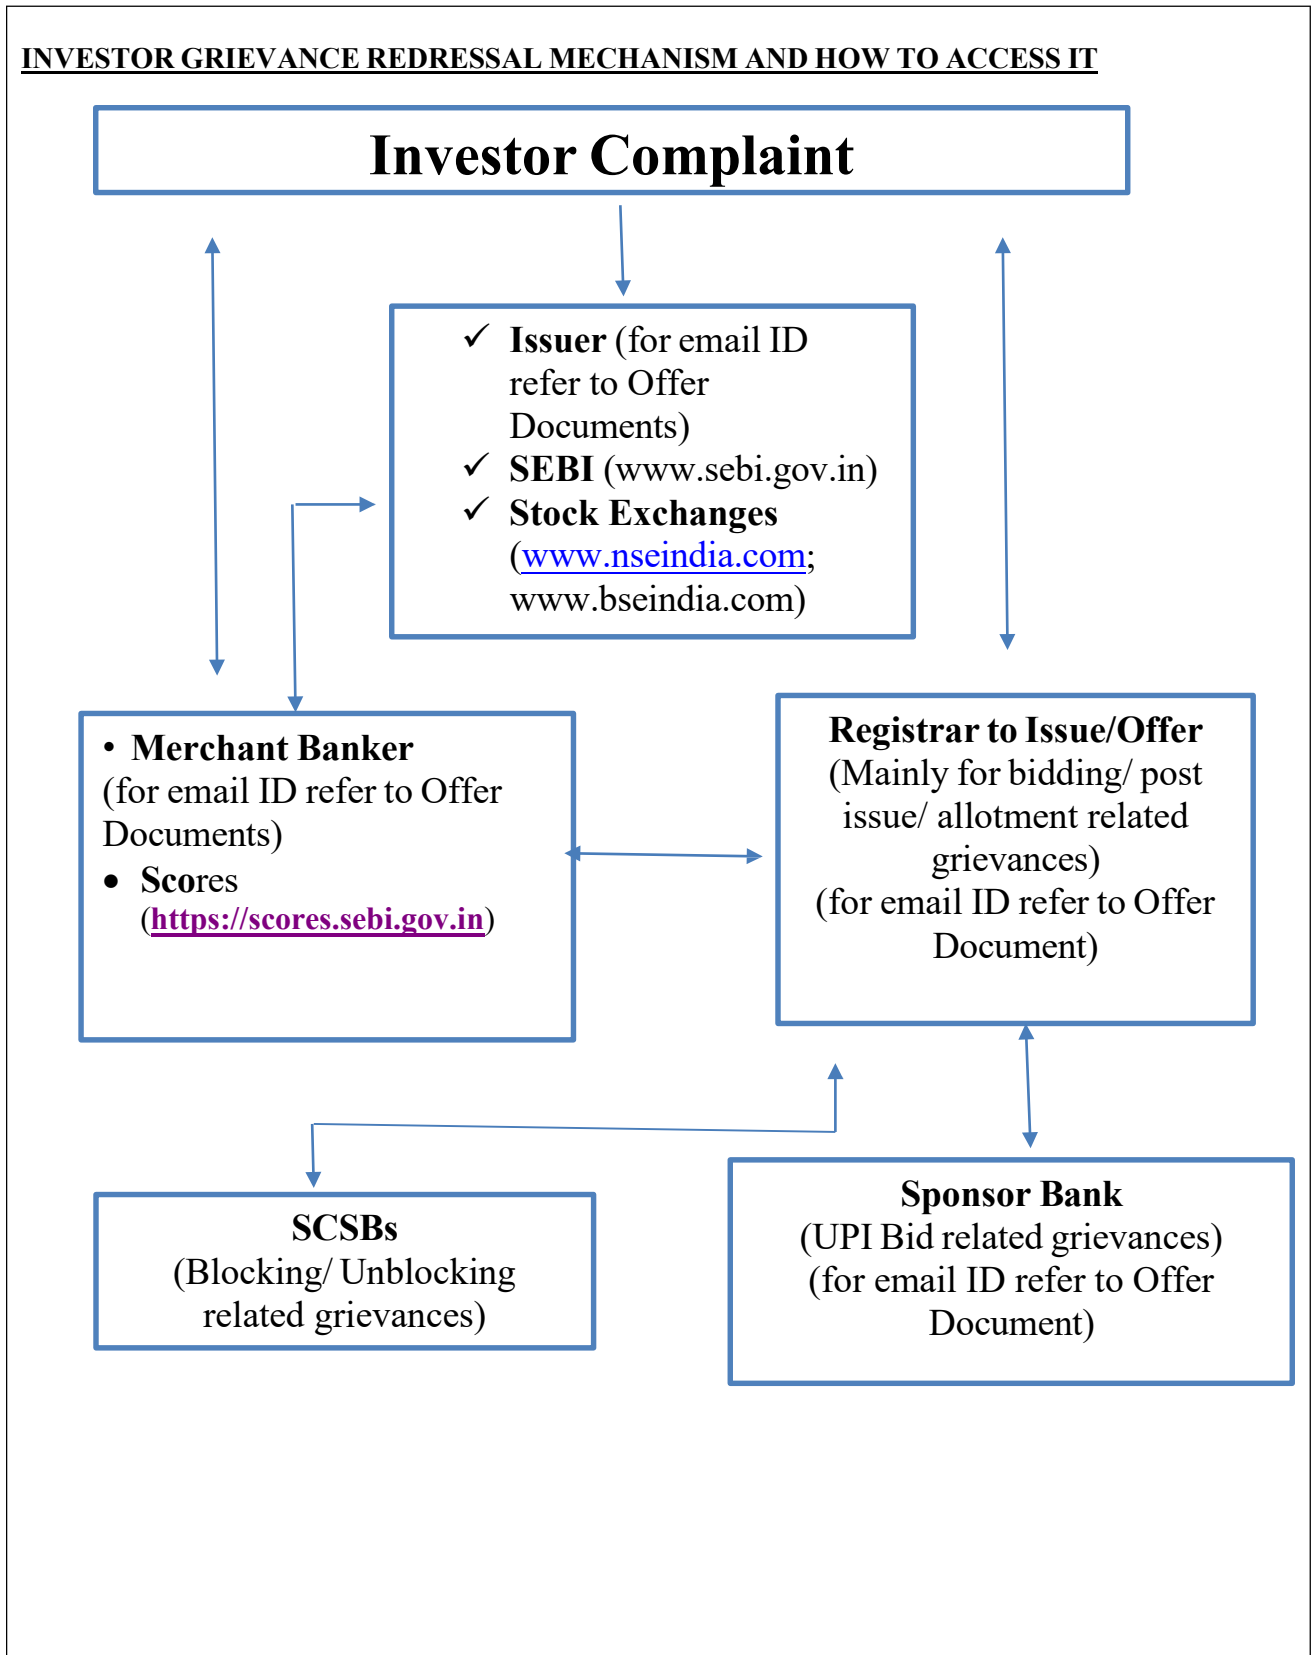 INVESTOR GRIEVANCE REDRESSAL MECHANISM AND HOW TO ACCESS IT
Investor Complaint
✓ Issuer (for email ID
refer to Offer
Documents)
✓ SEBI (www.sebi.gov.in)
✓ Stock Exchanges
(www.nseindia.com;
www.bseindia.com)
• Merchant Banker
(for email ID refer to Offer
Documents)
• Scores
(https://scores.sebi.gov.in)
Registrar to Issue/Offer
(Mainly for bidding/ post
issue/ allotment related
grievances)
(for email ID refer to Offer
Document)
SCSBs
(Blocking/ Unblocking
related grievances)
Sponsor Bank
(UPI Bid related grievances)
(for email ID refer to Offer
Document)